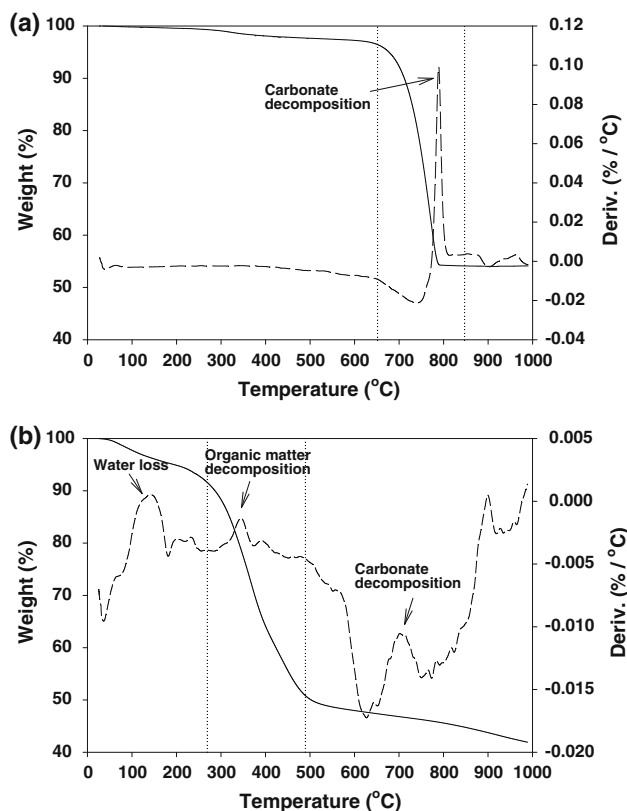 (a)
100
90
80
70
60
50
40
Weight (%)
0.12
0.10
0.08
0.06
0.04
0.02
0.00
-0.02
-0.04
Deriv. (% / °C)
Carbonate
decomposition
0 100 200 300 400 500 600 700 800 900 1000
Temperature (°C)
(b)
100
90
80
70
60
50
40
Weight (%)
0.005
0.000
-0.005
-0.010
-0.015
-0.020
Deriv. (% / °C)
Water loss
Organic matter
decomposition
Carbonate
decomposition
0 100 200 300 400 500 600 700 800 900 1000
Temperature (°C)